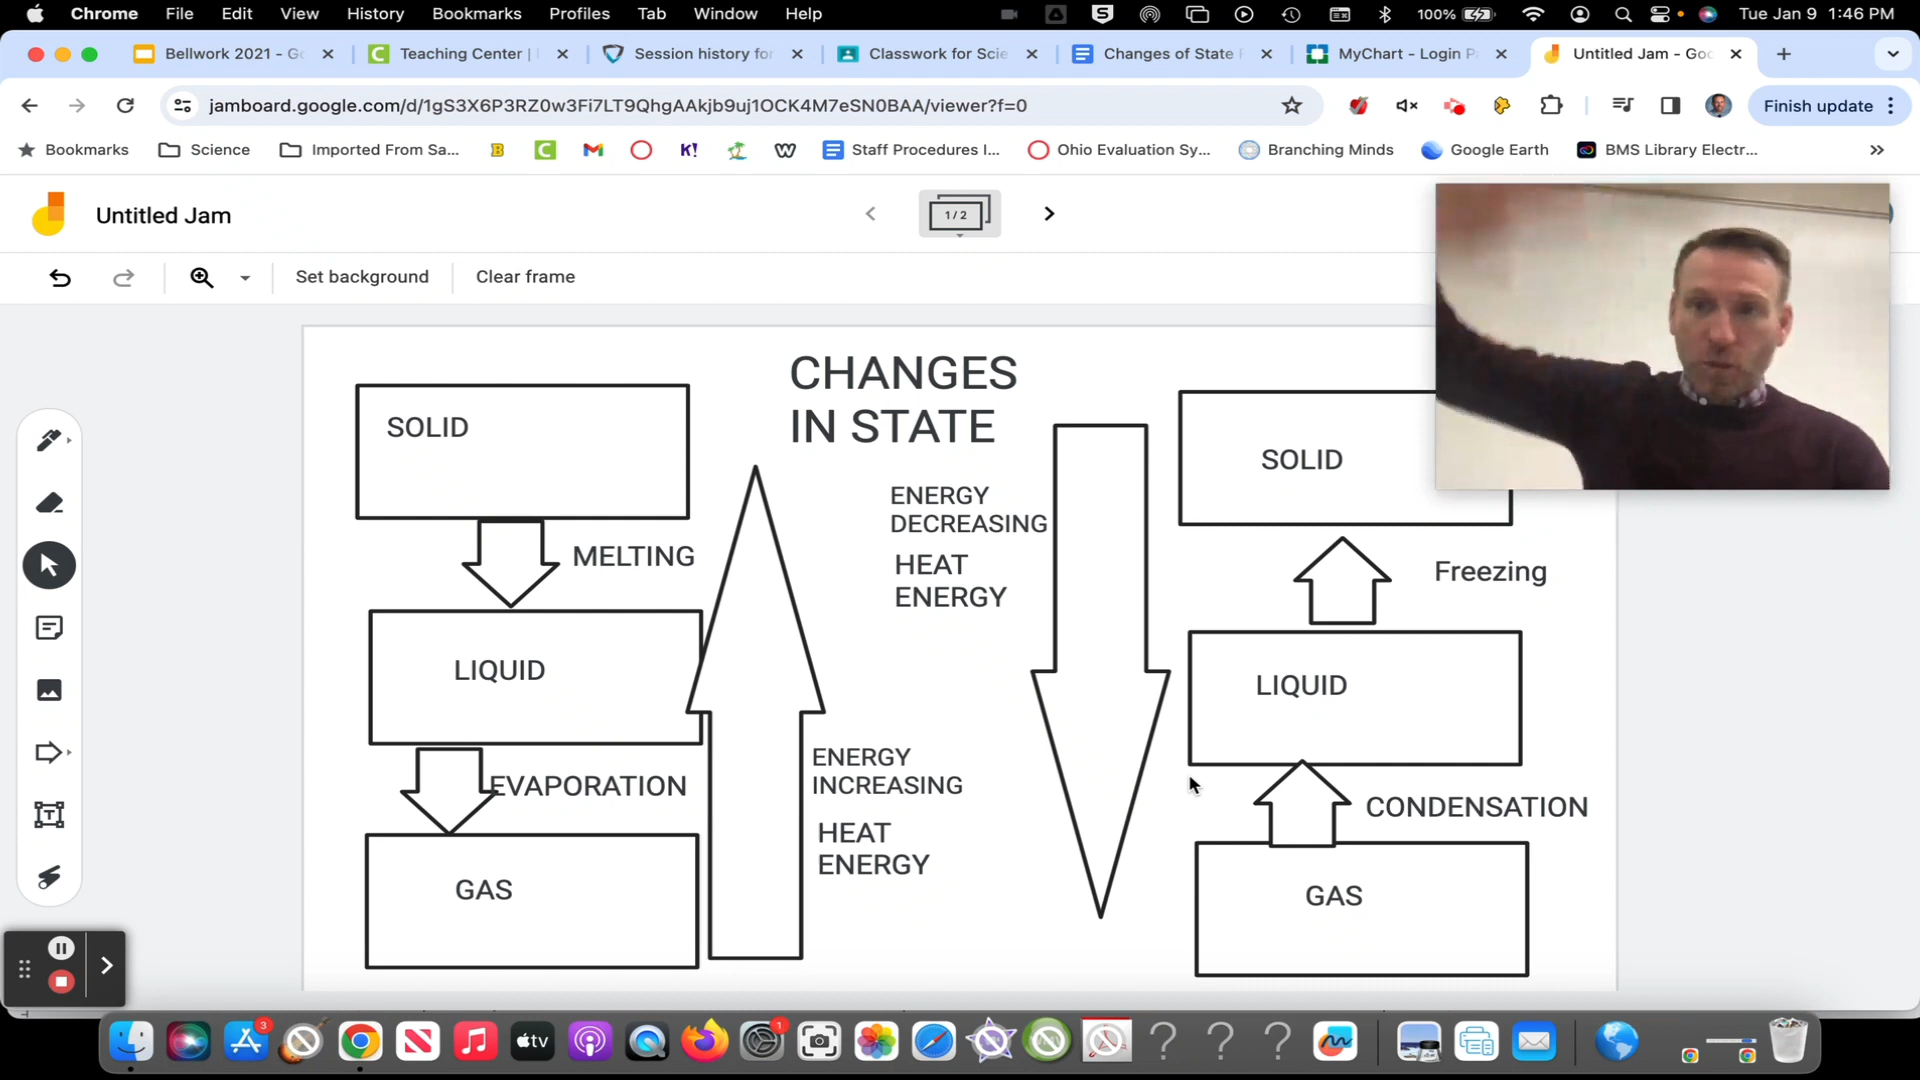 Chrome File Edit View History Bookmarks Profiles Tab Window Help 100% Tue Jan 9 1:46 PM
Bellwork 2021 - Go Teaching Center | Session history for Classwork for Scie Changes of State MyChart - Login P Untitled Jam - Goo
jamboard.google.com/d/1gS3X6P3RZ0w3Fi7LT9QhgAAkjb9uj1OCK4M7eSN0BAA/viewer?f=0 Finish update
Bookmarks Science Imported From Sa... B C K! W Staff Procedures I... Ohio Evaluation Sy... Branching Minds Google Earth BMS Library Electr...
Untitled Jam 1 / 2
Set background Clear frame
CHANGES
IN STATE
SOLID
MELTING
LIQUID
EVAPORATION
GAS
ENERGY
INCREASING
HEAT
ENERGY
ENERGY
DECREASING
HEAT
ENERGY
SOLID
Freezing
LIQUID
CONDENSATION
GAS
3
tv
1